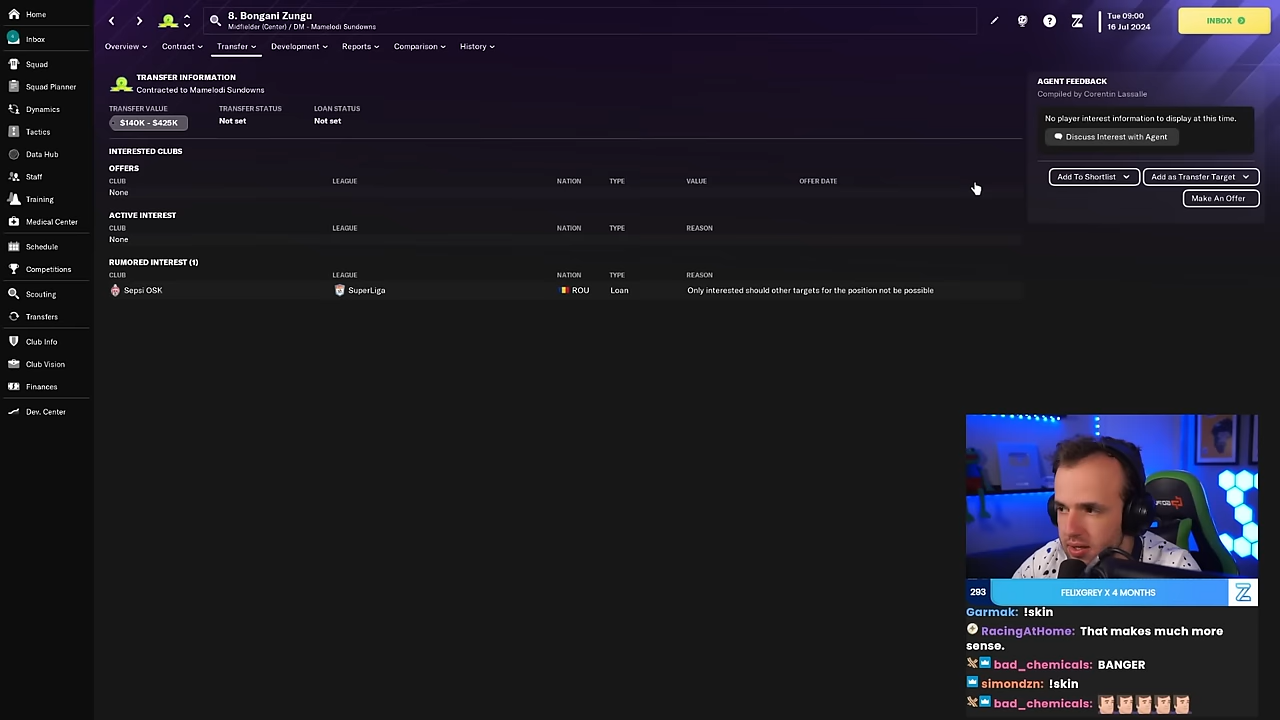 Home
Inbox
Squad
Squad Planner
Dynamics
Tactics
Data Hub
Staff
Training
Medical Center
Schedule
Competitions
Scouting
Transfers
Club Info
Club Vision
Finances
Dev. Center
8. Bongani Zungu
Midfielder (Center) / DM - Mamelodi Sundowns
Tue 09:00
16 Jul 2024
INBOX
Overview
Contract
Transfer
Development
Reports
Comparison
History
TRANSFER INFORMATION
Contracted to Mamelodi Sundowns
TRANSFER VALUE TRANSFER STATUS LOAN STATUS
$140K - $425K Not set Not set
INTERESTED CLUBS
OFFERS
CLUB LEAGUE NATION TYPE VALUE OFFER DATE
None
ACTIVE INTEREST
CLUB LEAGUE NATION TYPE REASON
None
RUMORED INTEREST (1)
CLUB LEAGUE NATION TYPE REASON
Sepsi OSK SuperLiga ROU Loan Only interested should other targets for the position not be possible
AGENT FEEDBACK
Compiled by Corentin Lassalle
No player interest information to display at this time.
Discuss Interest with Agent
Add To Shortlist Add as Transfer Target
Make An Offer
293 FELIXGREY X 4 MONTHS
Garmak: !skin
RacingAtHome: That makes much more
sense.
bad_chemicals: BANGER
simondzn: !skin
bad_chemicals: